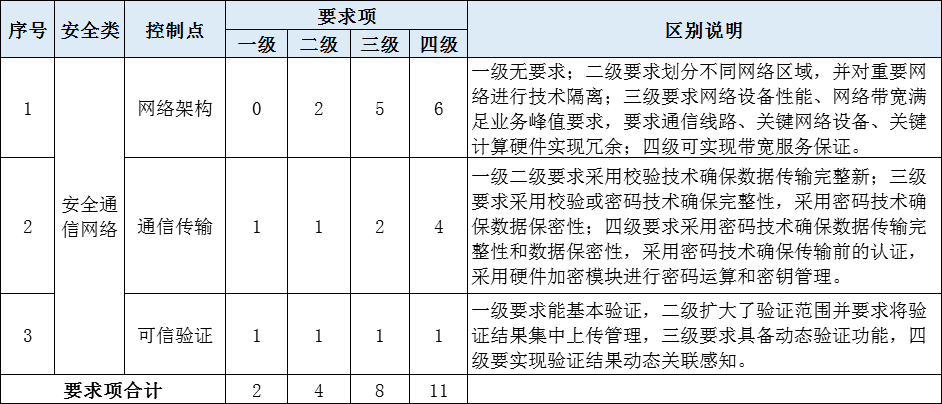 序号 安全类 控制点 要求项 区别说明
一级 二级 三级 四级
1 网络架构 0 2 5 6
一级无要求；二级要求划分不同网络区域，并对重要网
络进行技术隔离；三级要求网络设备性能、网络带宽满
足业务峰值要求，要求通信线路、关键网络设备、关键
计算硬件实现冗余；四级可实现带宽服务保证。
安全通
信网络
2 通信传输 1 1 2 4
一级二级要求采用校验技术确保数据传输完整新；三级
要求采用校验或密码技术确保完整性，采用密码技术确
保数据保密性；四级要求采用密码技术确保数据传输完
整性和数据保密性，采用密码技术确保传输前的认证，
采用硬件加密模块进行密码运算和密钥管理。
3 可信验证 1 1 1 1
一级要求能基本验证，二级扩大了验证范围并要求将验
证结果集中上传管理，三级要求具备动态验证功能，四
级要实现验证结果动态关联感知。
要求项合计 2 4 8 11